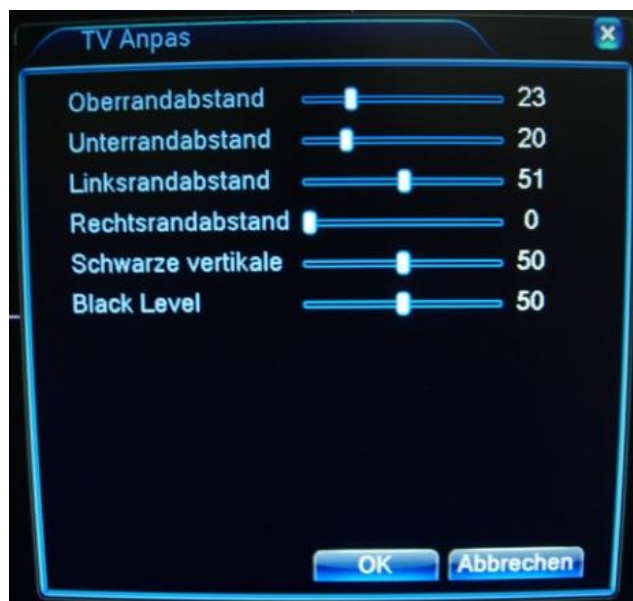 TV Anpas
Oberrandabstand 23
Unterrandabstand 20
Linksrandabstand 51
Rechtsrandabstand 0
Schwarze vertikale 50
Black Level 50
OK Abbrechen